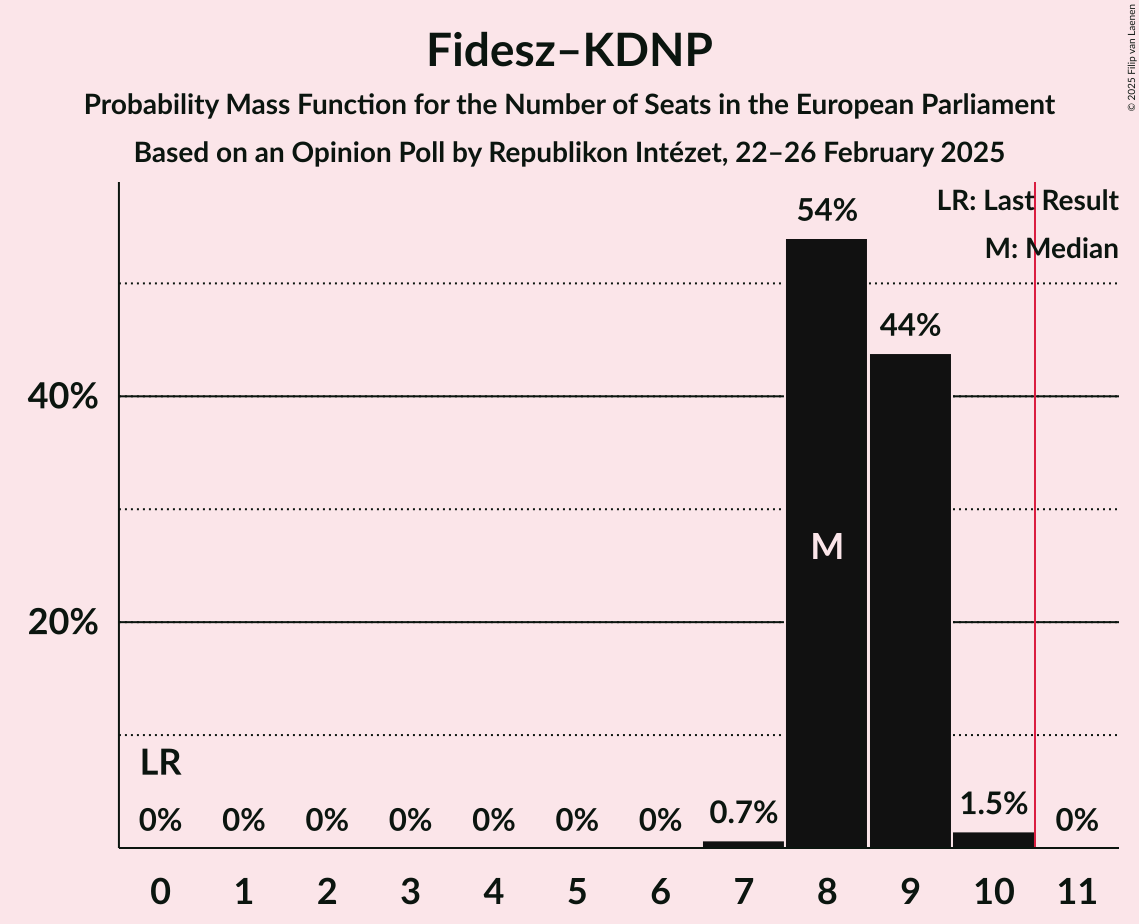 Fidesz–KDNP
Probability Mass Function for the Number of Seats in the European Parliament
Based on an Opinion Poll by Republikon Intézet, 22–26 February 2025
© 2025 Filip van Laenen
LR: Last Result
M: Median
54%
44%
40%
M
20%
LR
0% 0% 0% 0% 0% 0% 0% 0.7% 1.5% 0%
0 1 2 3 4 5 6 7 8 9 10 11